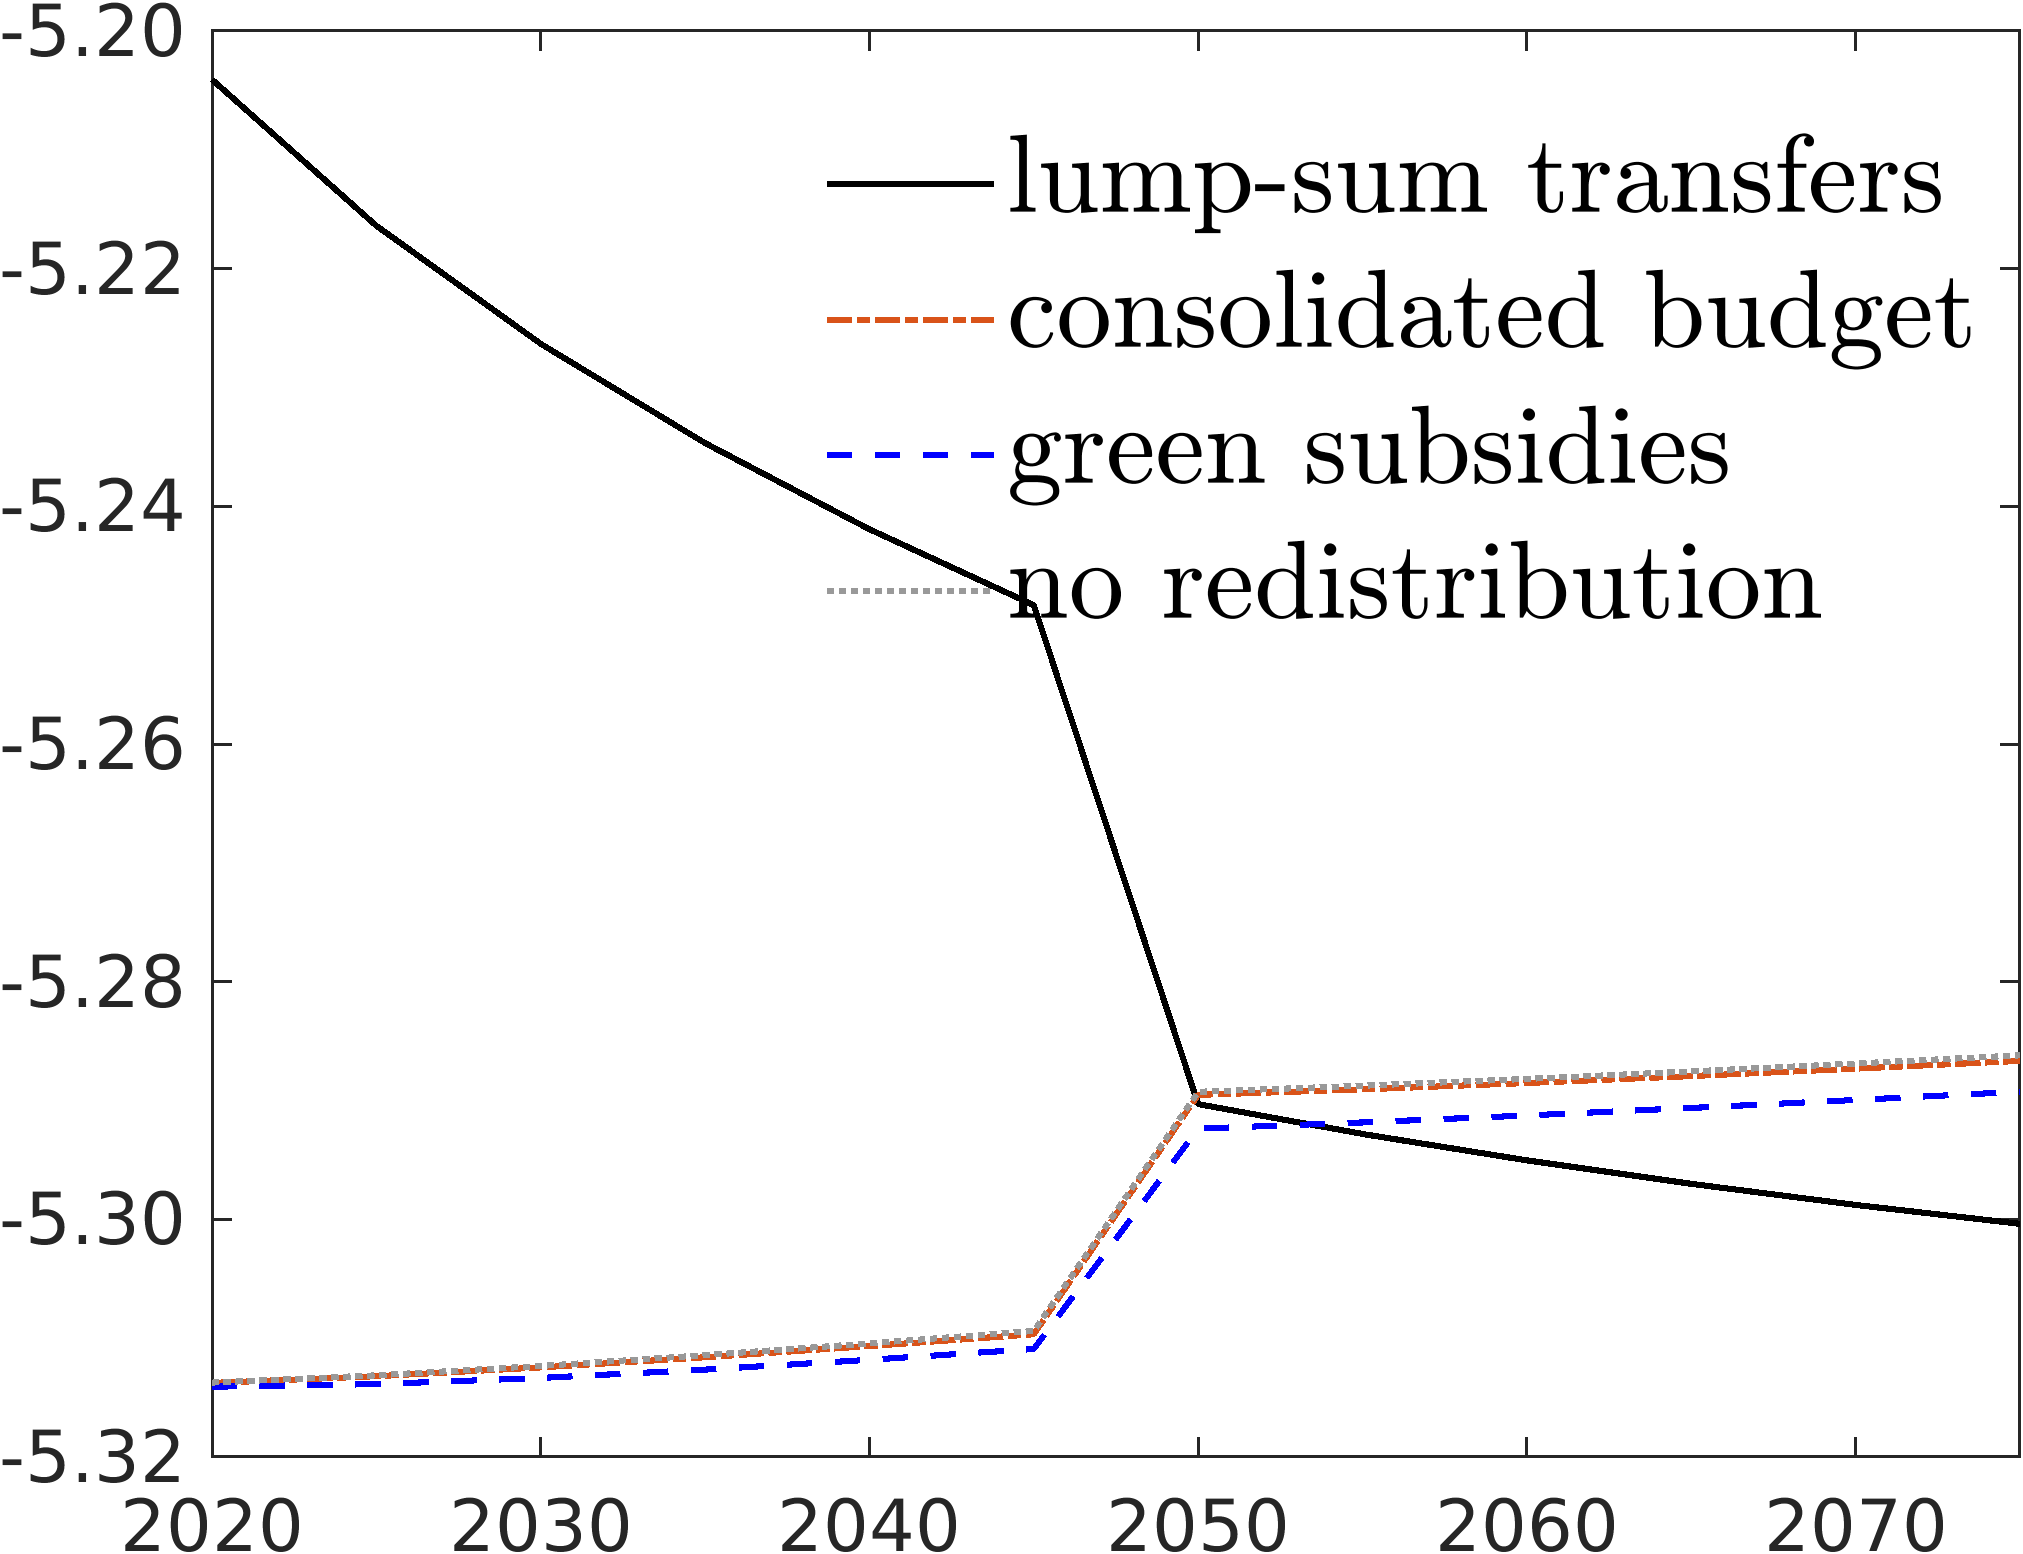 -5.20
-5.22
-5.24
-5.26
-5.28
-5.30
-5.32
lump-sum transfers
consolidated budget
green subsidies
no redistribution
2020 2030 2040 2050 2060 2070